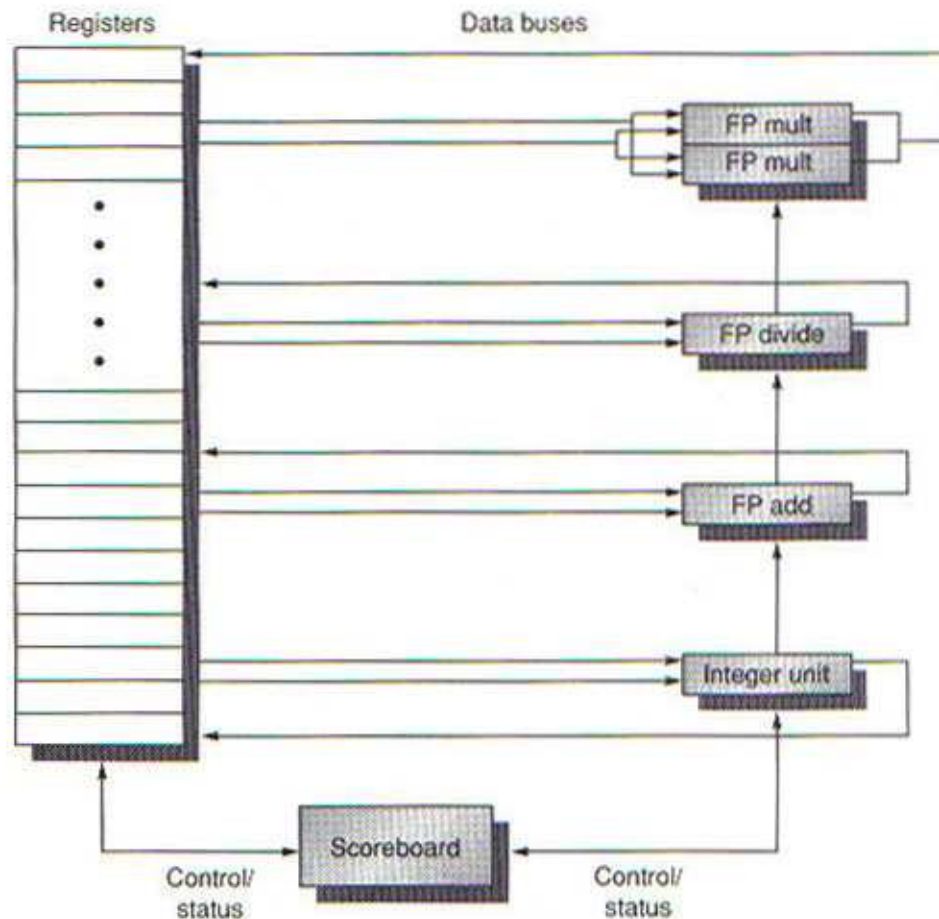 Registers
Data buses
FP mult
FP mult
FP divide
FP add
Integer unit
Scoreboard
Control/
status
Control/
status